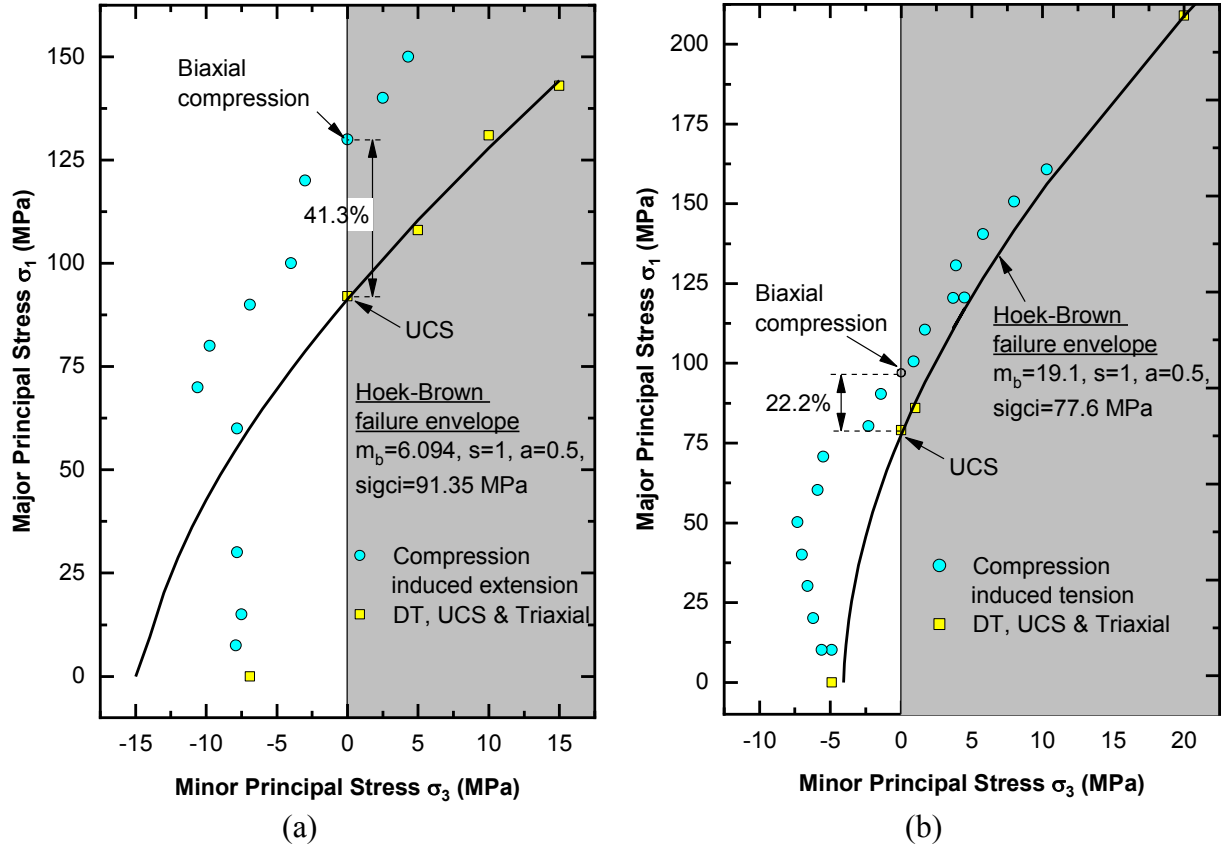 Major Principal Stress σ1 (MPa)
150
125
100
75
50
25
0
Biaxial
compression
41.3%
UCS
Hoek-Brown
failure envelope
mb=6.094, s=1, a=0.5,
sigci=91.35 MPa
Compression
induced extension
DT, UCS & Triaxial
-15 -10 -5 0 5 10 15
Minor Principal Stress σ3 (MPa)
(a)
Major Principal Stress σ1 (MPa)
200
175
150
125
100
75
50
25
0
Biaxial
compression
22.2%
UCS
Hoek-Brown
failure envelope
mb=19.1, s=1, a=0.5,
sigci=77.6 MPa
Compression
induced tension
DT, UCS & Triaxial
-10 -5 0 5 10 15 20
Minor Principal Stress σ3 (MPa)
(b)